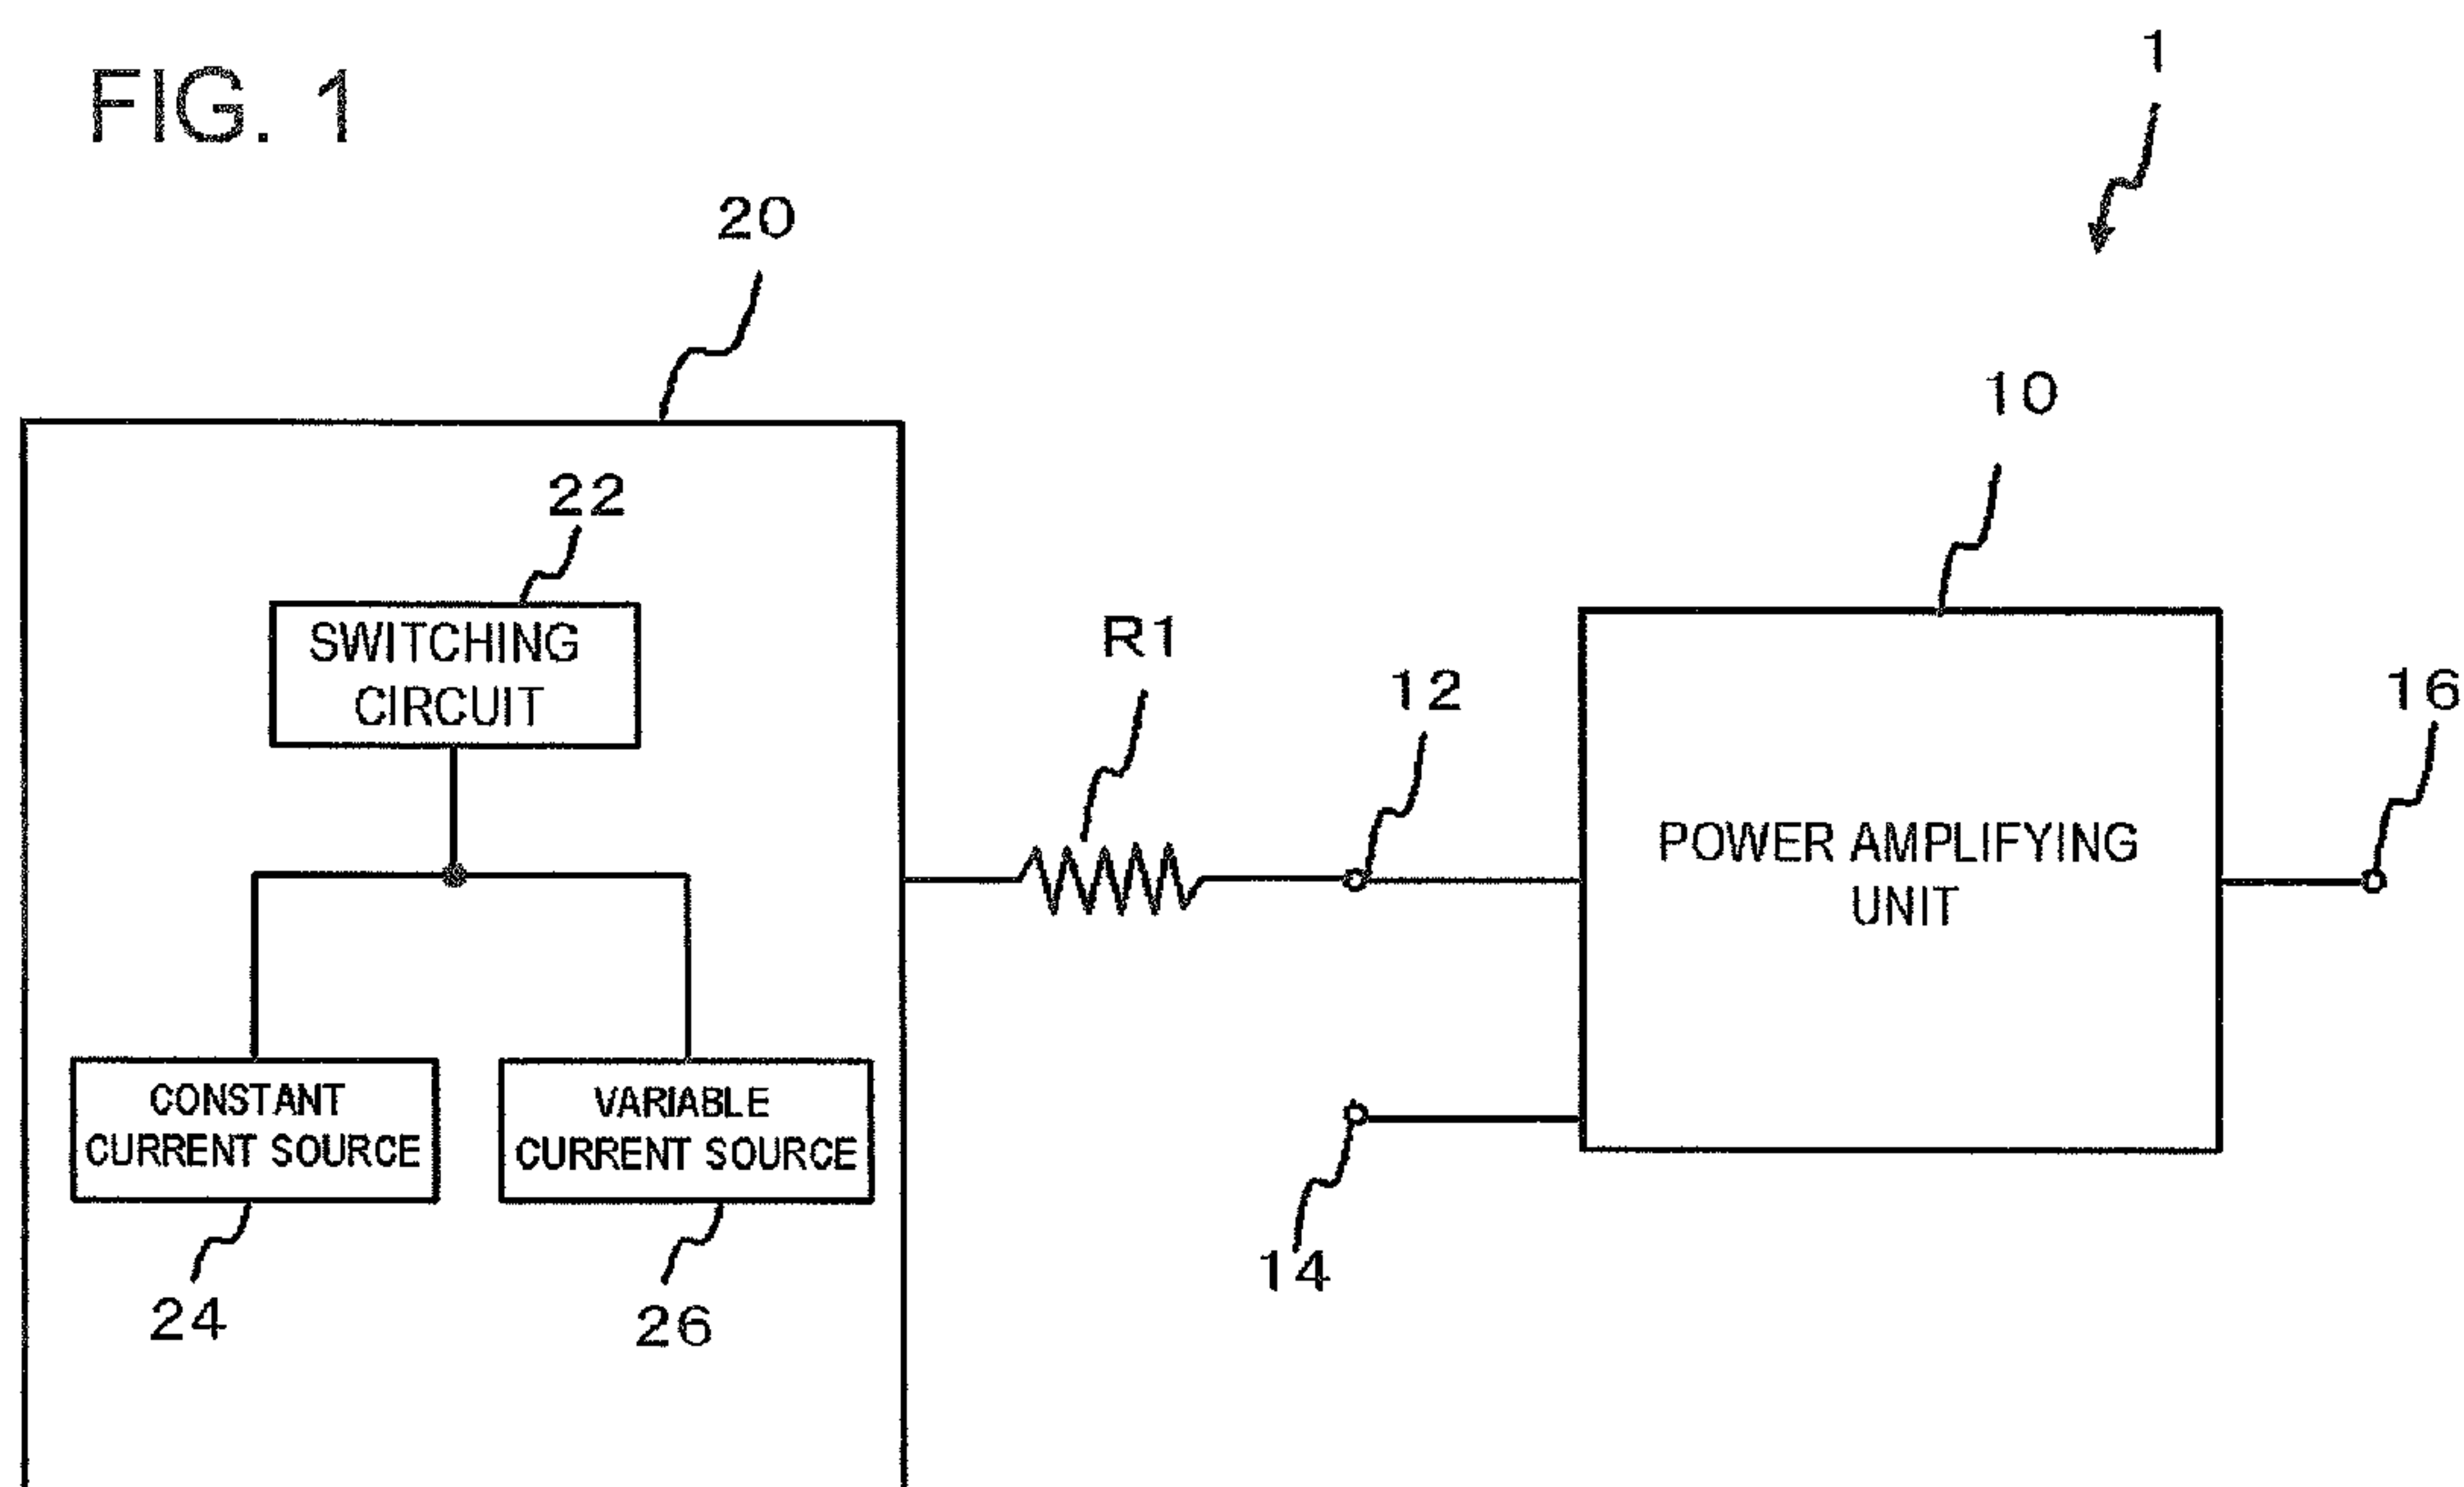 FIG. 1
1
20
10
22
SWITCHING
CIRCUIT
R1
12
16
POWER AMPLIFYING
UNIT
CONSTANT
CURRENT SOURCE
VARIABLE
CURRENT SOURCE
14
24
26